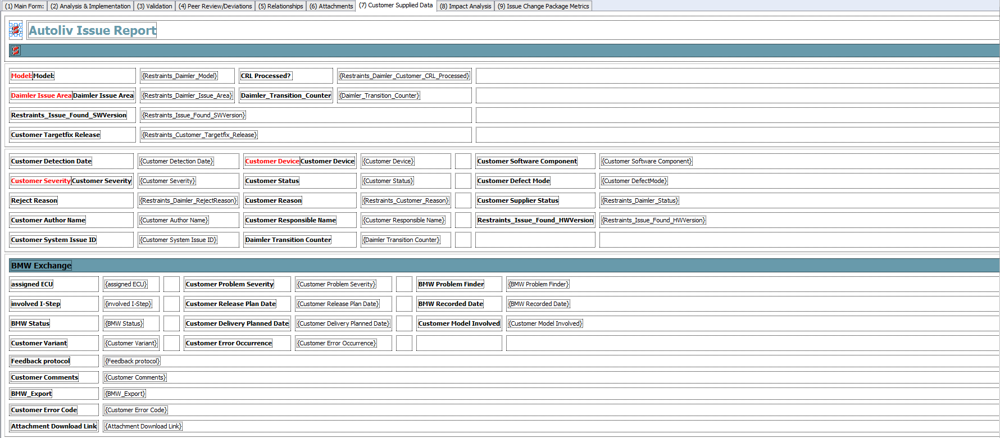 (1) Main Form: (2) Analysis & Implementation (3) Validation (4) Peer Review/Deviations (5) Relationships (6) Attachments (7) Customer Supplied Data (8) Impact Analysis (9) Issue Change Package Metrics
Autoliv Issue Report
Model: Model: {Restraints_Daimler_Model} CRL Processed? {Restraints_Daimler_Customer_CRL_Processed}
Daimler Issue Area Daimler Issue Area {Restraints_Daimler_Issue_Area} Daimler_Transition_Counter {Daimler_Transition_Counter}
Restraints_Issue_Found_SWVersion {Restraints_Issue_Found_SWVersion}
Customer Targetfix Release {Restraints_Customer_Targetfix_Release}
Customer Detection Date {Customer Detection Date} Customer Device Customer Device {Customer Device} Customer Software Component {Customer Software Component}
Customer Severity Customer Severity {Customer Severity} Customer Status {Customer Status} Customer Defect Mode {Customer DefectMode}
Reject Reason {Restraints_Daimler_RejectReason} Customer Reason {Restraints_Customer_Reason} Customer Supplier Status {Restraints_Daimler_Status}
Customer Author Name {Customer Author Name} Customer Responsible Name {Customer Responsible Name} Restraints_Issue_Found_HWVersion {Restraints_Issue_Found_HWVersion}
Customer System Issue ID {Customer System Issue ID} Daimler Transition Counter {Daimler Transition Counter}
BMW Exchange
assigned ECU {assigned ECU} Customer Problem Severity {Customer Problem Severity} BMW Problem Finder {BMW Problem Finder}
involved I-Step {involved I-Step} Customer Release Plan Date {Customer Release Plan Date} BMW Recorded Date {BMW Recorded Date}
BMW Status {BMW Status} Customer Delivery Planned Date {Customer Delivery Planned Date} Customer Model Involved {Customer Model Involved}
Customer Variant {Customer Variant} Customer Error Occurrence {Customer Error Occurrence}
Feedback protocol {Feedback protocol}
Customer Comments {Customer Comments}
BMW_Export {BMW_Export}
Customer Error Code {Customer Error Code}
Attachment Download Link {Attachment Download Link}